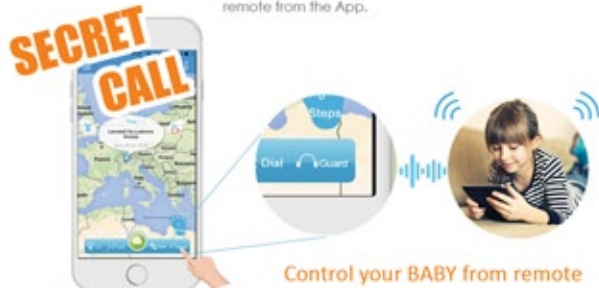 remote from the App.
SECRET
CALL
Steps
Dial
Guard
Control your BABY from remote